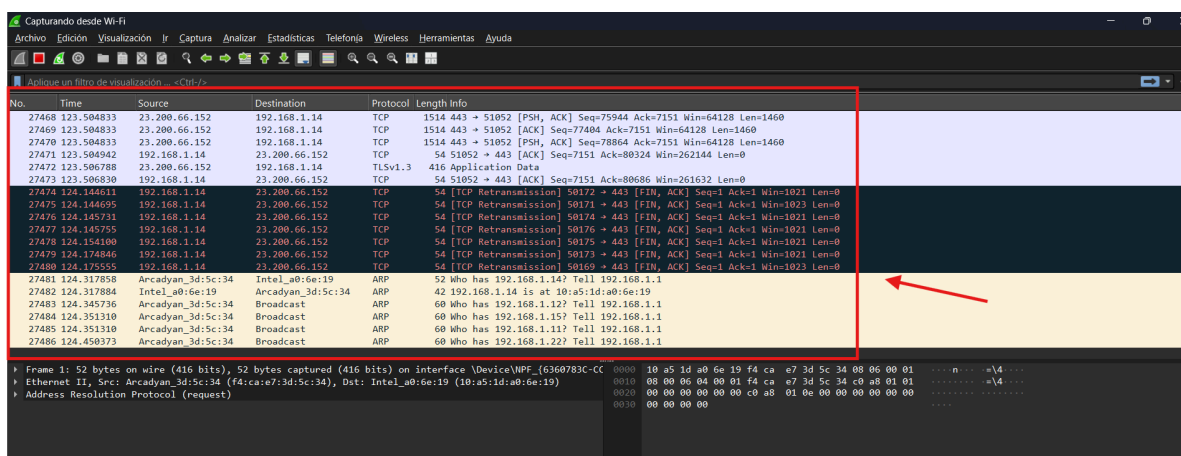 Capturando desde Wi-Fi
Archivo Edición Visualización Ir Captura Analizar Estadísticas Telefonía Wireless Herramientas Ayuda
Aplique un filtro de visualización ... <Ctrl-/>
No. Time Source Destination Protocol Length Info
27468 123.504833 23.200.66.152 192.168.1.14 TCP 1514 443 → 51052 [PSH, ACK] Seq=75944 Ack=7151 Win=64128 Len=1460
27469 123.504833 23.200.66.152 192.168.1.14 TCP 1514 443 → 51052 [ACK] Seq=77404 Ack=7151 Win=64128 Len=1460
27470 123.504833 23.200.66.152 192.168.1.14 TCP 1514 443 → 51052 [PSH, ACK] Seq=78864 Ack=7151 Win=64128 Len=1460
27471 123.504942 192.168.1.14 23.200.66.152 TCP 54 51052 → 443 [ACK] Seq=7151 Ack=80324 Win=262144 Len=0
27472 123.506788 23.200.66.152 192.168.1.14 TLSv1.3 416 Application Data
27473 123.506830 192.168.1.14 23.200.66.152 TCP 54 51052 → 443 [ACK] Seq=7151 Ack=80686 Win=261632 Len=0
27474 124.144611 192.168.1.14 23.200.66.152 TCP 54 [TCP Retransmission] 50172 → 443 [FIN, ACK] Seq=1 Ack=1 Win=1021 Len=0
27475 124.144695 192.168.1.14 23.200.66.152 TCP 54 [TCP Retransmission] 50171 → 443 [FIN, ACK] Seq=1 Ack=1 Win=1023 Len=0
27476 124.145731 192.168.1.14 23.200.66.152 TCP 54 [TCP Retransmission] 50174 → 443 [FIN, ACK] Seq=1 Ack=1 Win=1021 Len=0
27477 124.145755 192.168.1.14 23.200.66.152 TCP 54 [TCP Retransmission] 50176 → 443 [FIN, ACK] Seq=1 Ack=1 Win=1021 Len=0
27478 124.154100 192.168.1.14 23.200.66.152 TCP 54 [TCP Retransmission] 50175 → 443 [FIN, ACK] Seq=1 Ack=1 Win=1021 Len=0
27479 124.174846 192.168.1.14 23.200.66.152 TCP 54 [TCP Retransmission] 50173 → 443 [FIN, ACK] Seq=1 Ack=1 Win=1021 Len=0
27480 124.175555 192.168.1.14 23.200.66.152 TCP 54 [TCP Retransmission] 50169 → 443 [FIN, ACK] Seq=1 Ack=1 Win=1023 Len=0
27481 124.317858 Arcadyan_3d:5c:34 Intel_a0:6e:19 ARP 52 Who has 192.168.1.14? Tell 192.168.1.1
27482 124.317884 Intel_a0:6e:19 Arcadyan_3d:5c:34 ARP 42 192.168.1.14 is at 10:a5:1d:a0:6e:19
27483 124.345736 Arcadyan_3d:5c:34 Broadcast ARP 60 Who has 192.168.1.12? Tell 192.168.1.1
27484 124.351310 Arcadyan_3d:5c:34 Broadcast ARP 60 Who has 192.168.1.15? Tell 192.168.1.1
27485 124.351310 Arcadyan_3d:5c:34 Broadcast ARP 60 Who has 192.168.1.11? Tell 192.168.1.1
27486 124.450373 Arcadyan_3d:5c:34 Broadcast ARP 60 Who has 192.168.1.22? Tell 192.168.1.1
Frame 1: 52 bytes on wire (416 bits), 52 bytes captured (416 bits) on interface \Device\NPF_{6360783C-CC
Ethernet II, Src: Arcadyan_3d:5c:34 (f4:ca:e7:3d:5c:34), Dst: Intel_a0:6e:19 (10:a5:1d:a0:6e:19)
Address Resolution Protocol (request)
0000 10 a5 1d a0 6e 19 f4 ca e7 3d 5c 34 08 06 00 01 ····n··· ·=\4····
0010 08 00 06 04 00 01 f4 ca e7 3d 5c 34 c0 a8 01 01 ········ ·=\4····
0020 00 00 00 00 00 00 c0 a8 01 0e 00 00 00 00 00 00 ········ ········
0030 00 00 00 00 ····